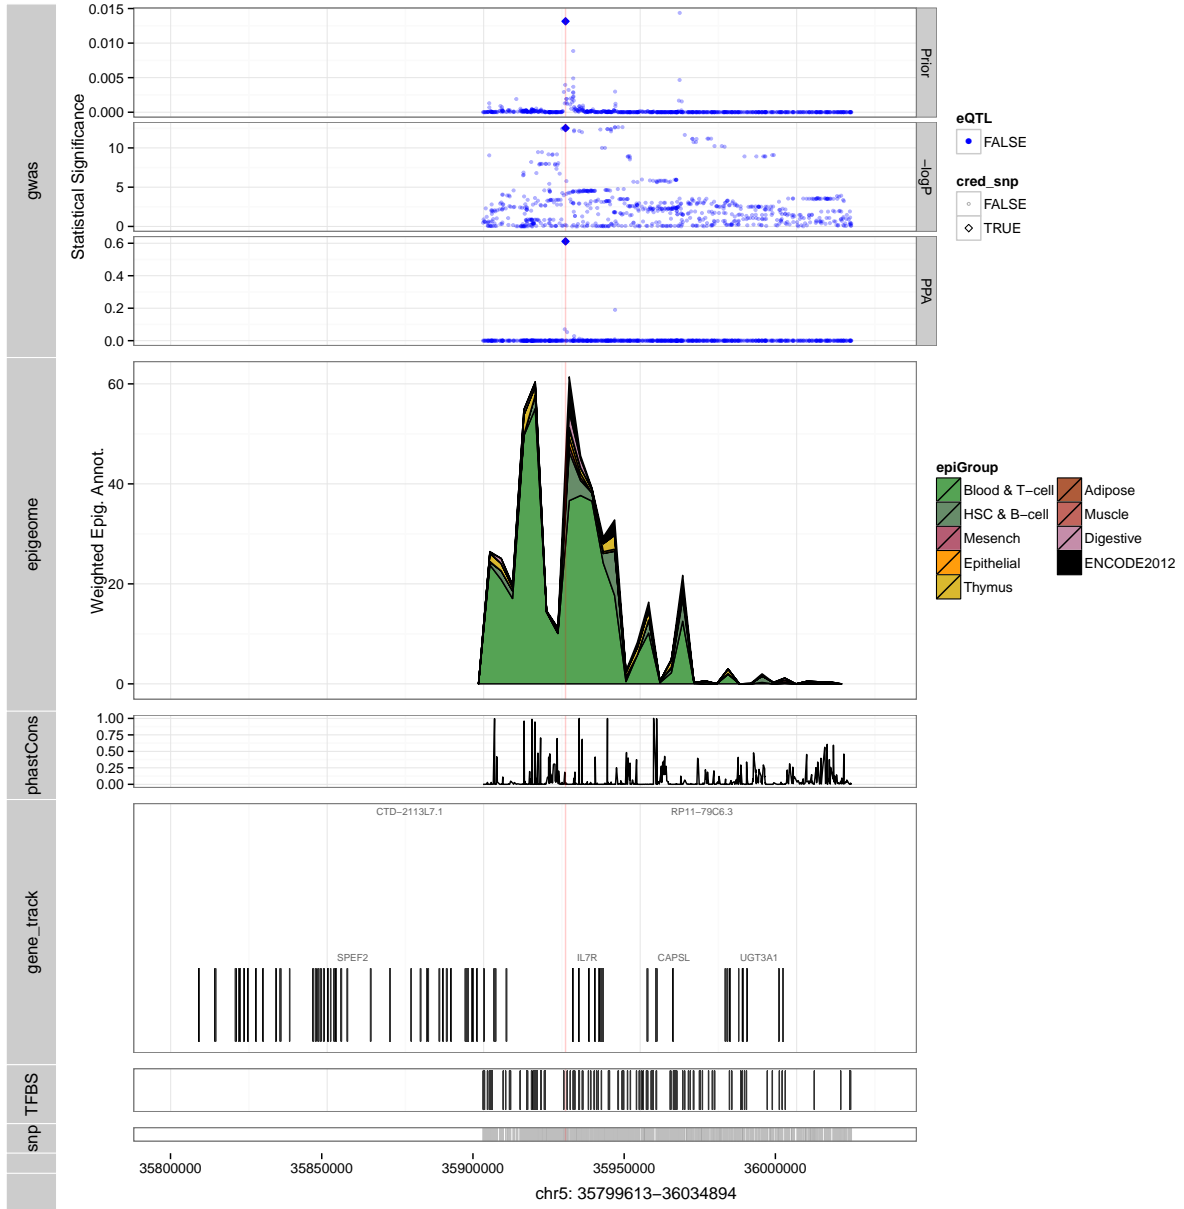 gwas
Statistical Significance
0.015
0.010
0.005
0.000
Prior
10
5
0
−logP
0.6
0.4
0.2
0.0
PPA
eQTL
FALSE
cred_snp
FALSE
TRUE
epigeome
Weighted Epig. Annot.
60
40
20
0
epiGroup
Blood & T−cell
HSC & B−cell
Mesench
Epithelial
Thymus
Adipose
Muscle
Digestive
ENCODE2012
phastCons
1.00
0.75
0.50
0.25
0.00
gene_track
CTD−2113L7.1
RP11−79C6.3
SPEF2
IL7R
CAPSL
UGT3A1
TFBS
snp
35800000
35850000
35900000
35950000
36000000
chr5: 35799613−36034894